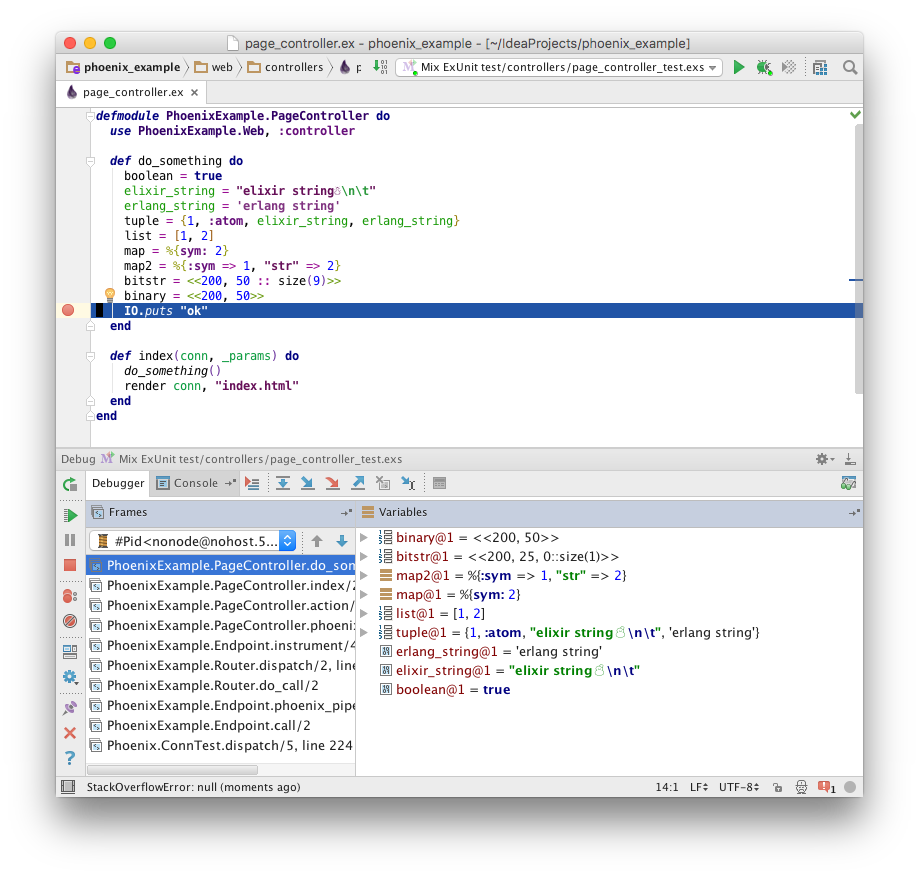 page_controller.ex - phoenix_example - [~/IdeaProjects/phoenix_example]
phoenix_example web controllers Mix ExUnit test/controllers/page_controller_test.exs
page_controller.ex
defmodule PhoenixExample.PageController do
use PhoenixExample.Web, :controller
def do_something do
boolean = true
elixir_string = "elixir string☃\n\t"
erlang_string = 'erlang string'
tuple = {1, :atom, elixir_string, erlang_string}
list = [1, 2]
map = %{sym: 2}
map2 = %{:sym => 1, "str" => 2}
bitstr = <<200, 50 :: size(9)>>
binary = <<200, 50>>
IO.puts "ok"
end
def index(conn, _params) do
do_something()
render conn, "index.html"
end
end
Debug Mix ExUnit test/controllers/page_controller_test.exs
Debugger Console
Frames
#Pid<nonode@nohost.5...
PhoenixExample.PageController.do_son
PhoenixExample.PageController.index/2
PhoenixExample.PageController.action/
PhoenixExample.PageController.phoenix
PhoenixExample.Endpoint.instrument/4
PhoenixExample.Router.dispatch/2, line
PhoenixExample.Router.do_call/2
PhoenixExample.Endpoint.phoenix_pipe
PhoenixExample.Endpoint.call/2
Phoenix.ConnTest.dispatch/5, line 224
Variables
binary@1 = <<200, 50>>
bitstr@1 = <<200, 25, 0::size(1)>>
map2@1 = %{:sym => 1, "str" => 2}
map@1 = %{sym: 2}
list@1 = [1, 2]
tuple@1 = {1, :atom, "elixir string☃\n\t", 'erlang string'}
erlang_string@1 = 'erlang string'
elixir_string@1 = "elixir string☃\n\t"
boolean@1 = true
StackOverflowError: null (moments ago) 14:1 LF UTF-8 1